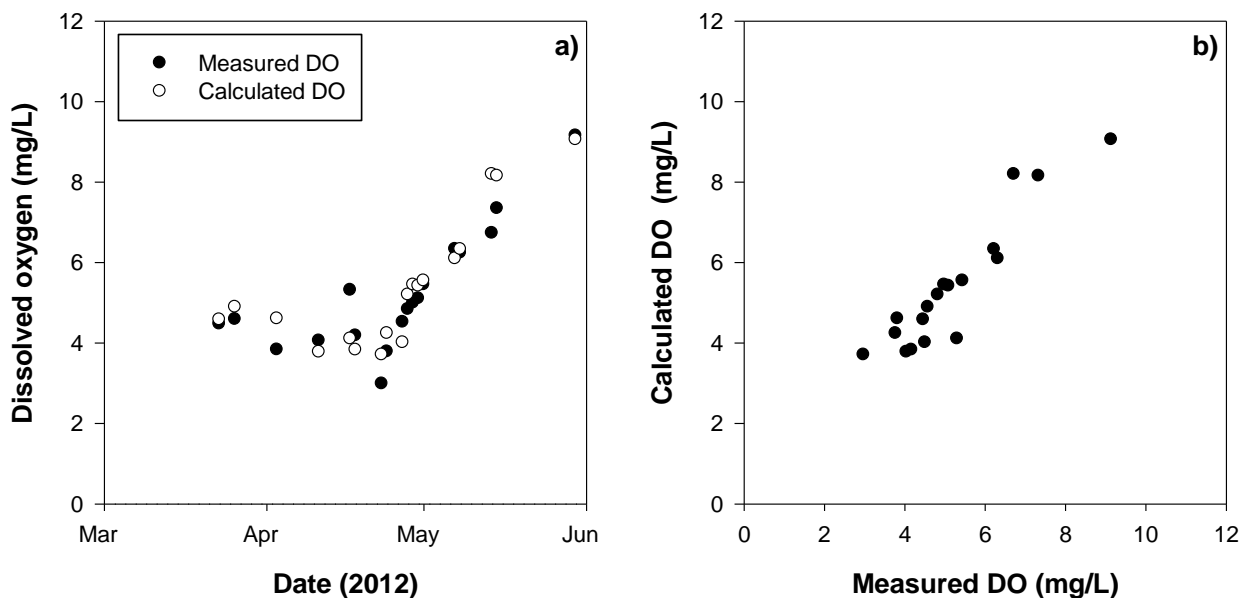 a)
Measured DO
Calculated DO
Dissolved oxygen (mg/L)
12
10
8
6
4
2
0
Mar Apr May Jun
Date (2012)
b)
Calculated DO (mg/L)
12
10
8
6
4
2
0
0 2 4 6 8 10 12
Measured DO (mg/L)